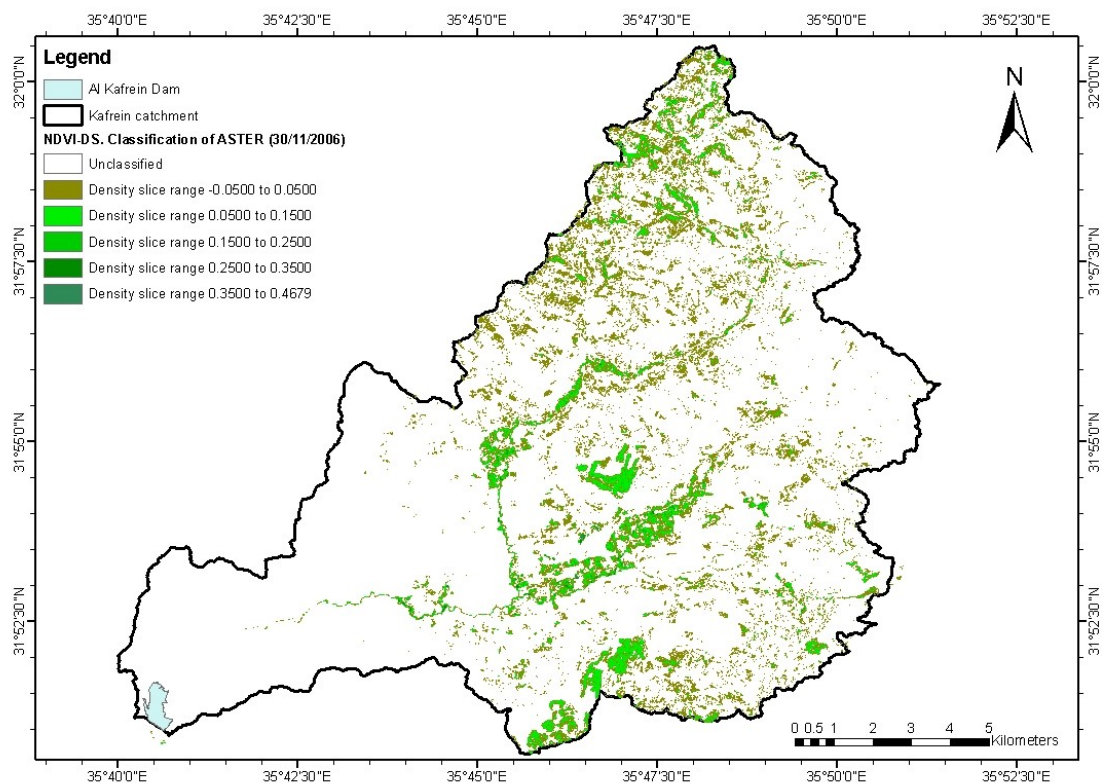 35°40'0"E 35°42'30"E 35°45'0"E 35°47'30"E 35°50'0"E 35°52'30"E
Legend
Al Kafrein Dam
Kafrein catchment
NDVI-DS. Classification of ASTER (30/11/2006)
Unclassified
Density slice range -0.0500 to 0.0500
Density slice range 0.0500 to 0.1500
Density slice range 0.1500 to 0.2500
Density slice range 0.2500 to 0.3500
Density slice range 0.3500 to 0.4679
N
32°0'0"N
32°0'0"N
31°57'30"N
31°57'30"N
31°55'0"N
31°55'0"N
31°52'30"N
31°52'30"N
0 0.5 1 2 3 4 5
Kilometers
35°40'0"E 35°42'30"E 35°45'0"E 35°47'30"E 35°50'0"E 35°52'30"E